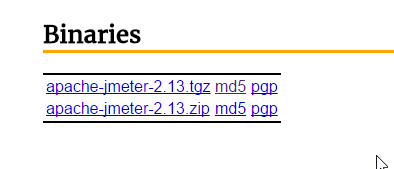 Binaries
apache-jmeter-2.13.tgz md5 pgp
apache-jmeter-2.13.zip md5 pgp